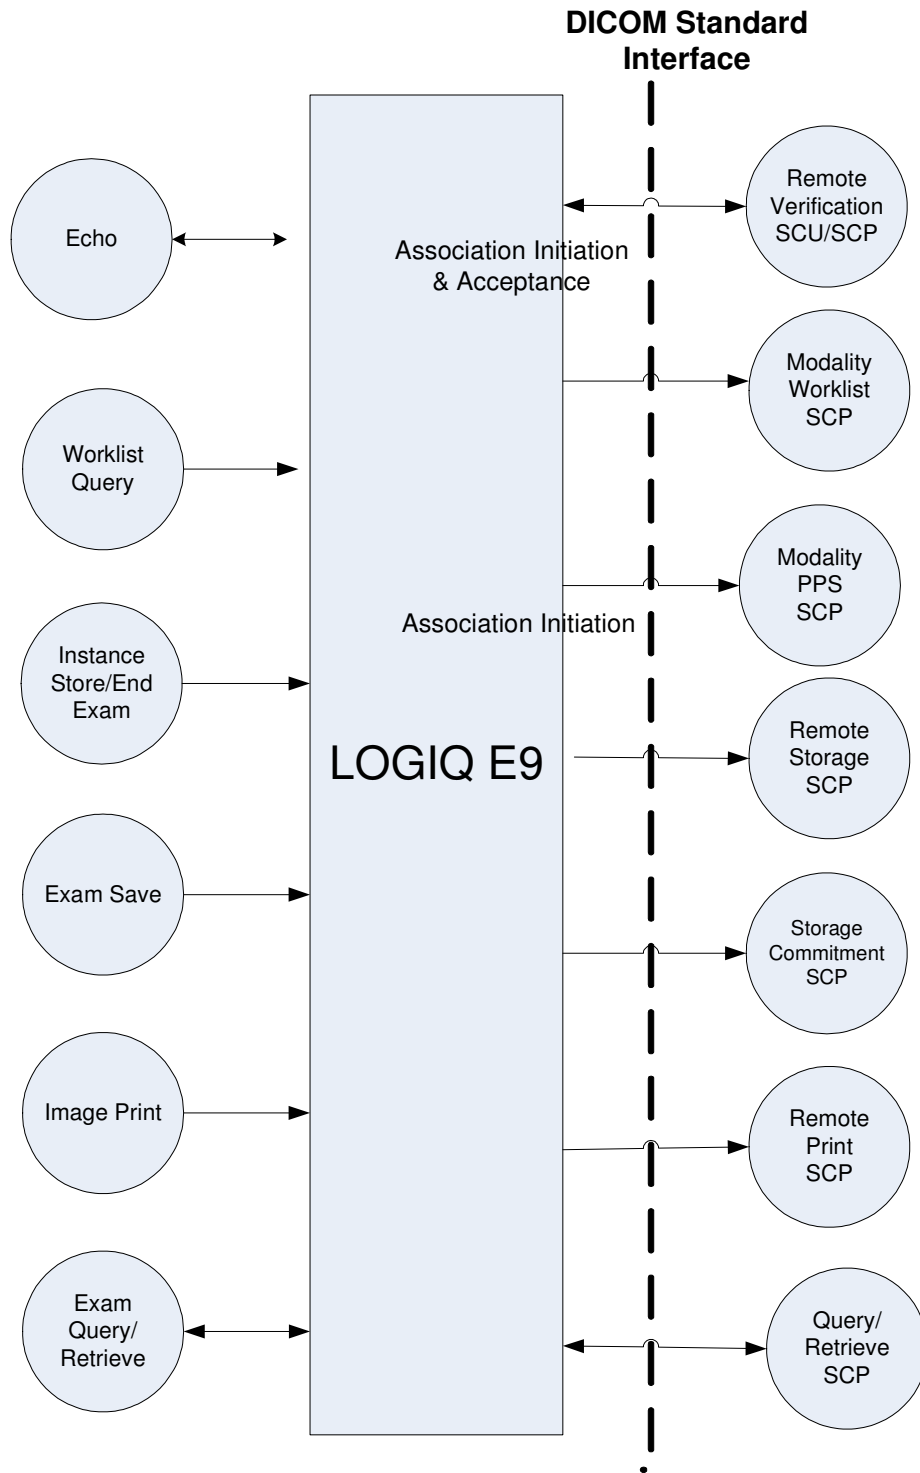 DICOM Standard
Interface
Echo
Worklist
Query
Instance
Store/End
Exam
Exam Save
Image Print
Exam
Query/
Retrieve
Association Initiation
& Acceptance
Association Initiation
LOGIQ E9
Remote
Verification
SCU/SCP
Modality
Worklist
SCP
Modality
PPS
SCP
Remote
Storage
SCP
Storage
Commitment
SCP
Remote
Print
SCP
Query/
Retrieve
SCP